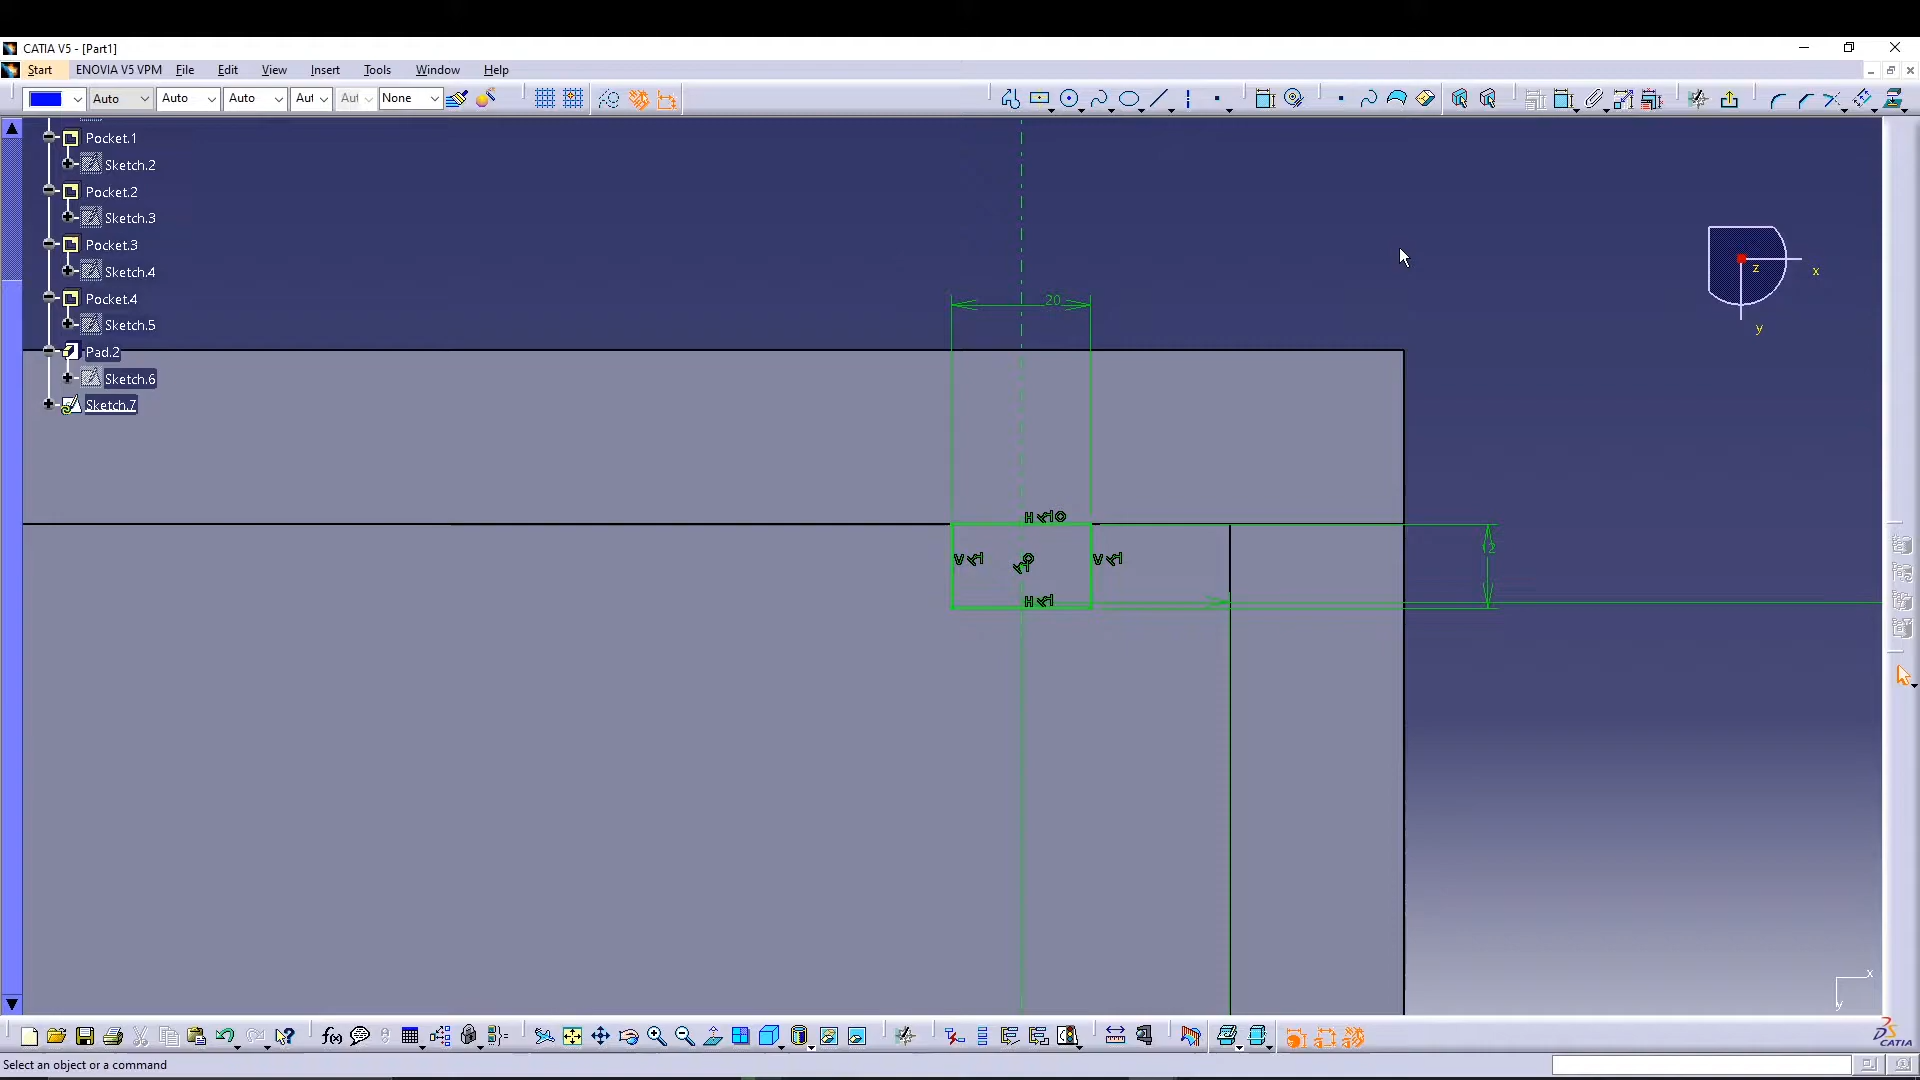 CATIA V5 - [Part1]
Start ENOVIA V5 VPM File Edit View Insert Tools Window Help
Auto Auto Auto Aut Aut None
Pocket.1
Sketch.2
Pocket.2
Sketch.3
Pocket.3
Sketch.4
Pocket.4
Sketch.5
Pad.2
Sketch.6
Sketch.7
z
x
y
20
H
V
V
H
x
y
f(x)
CATIA
Select an object or a command